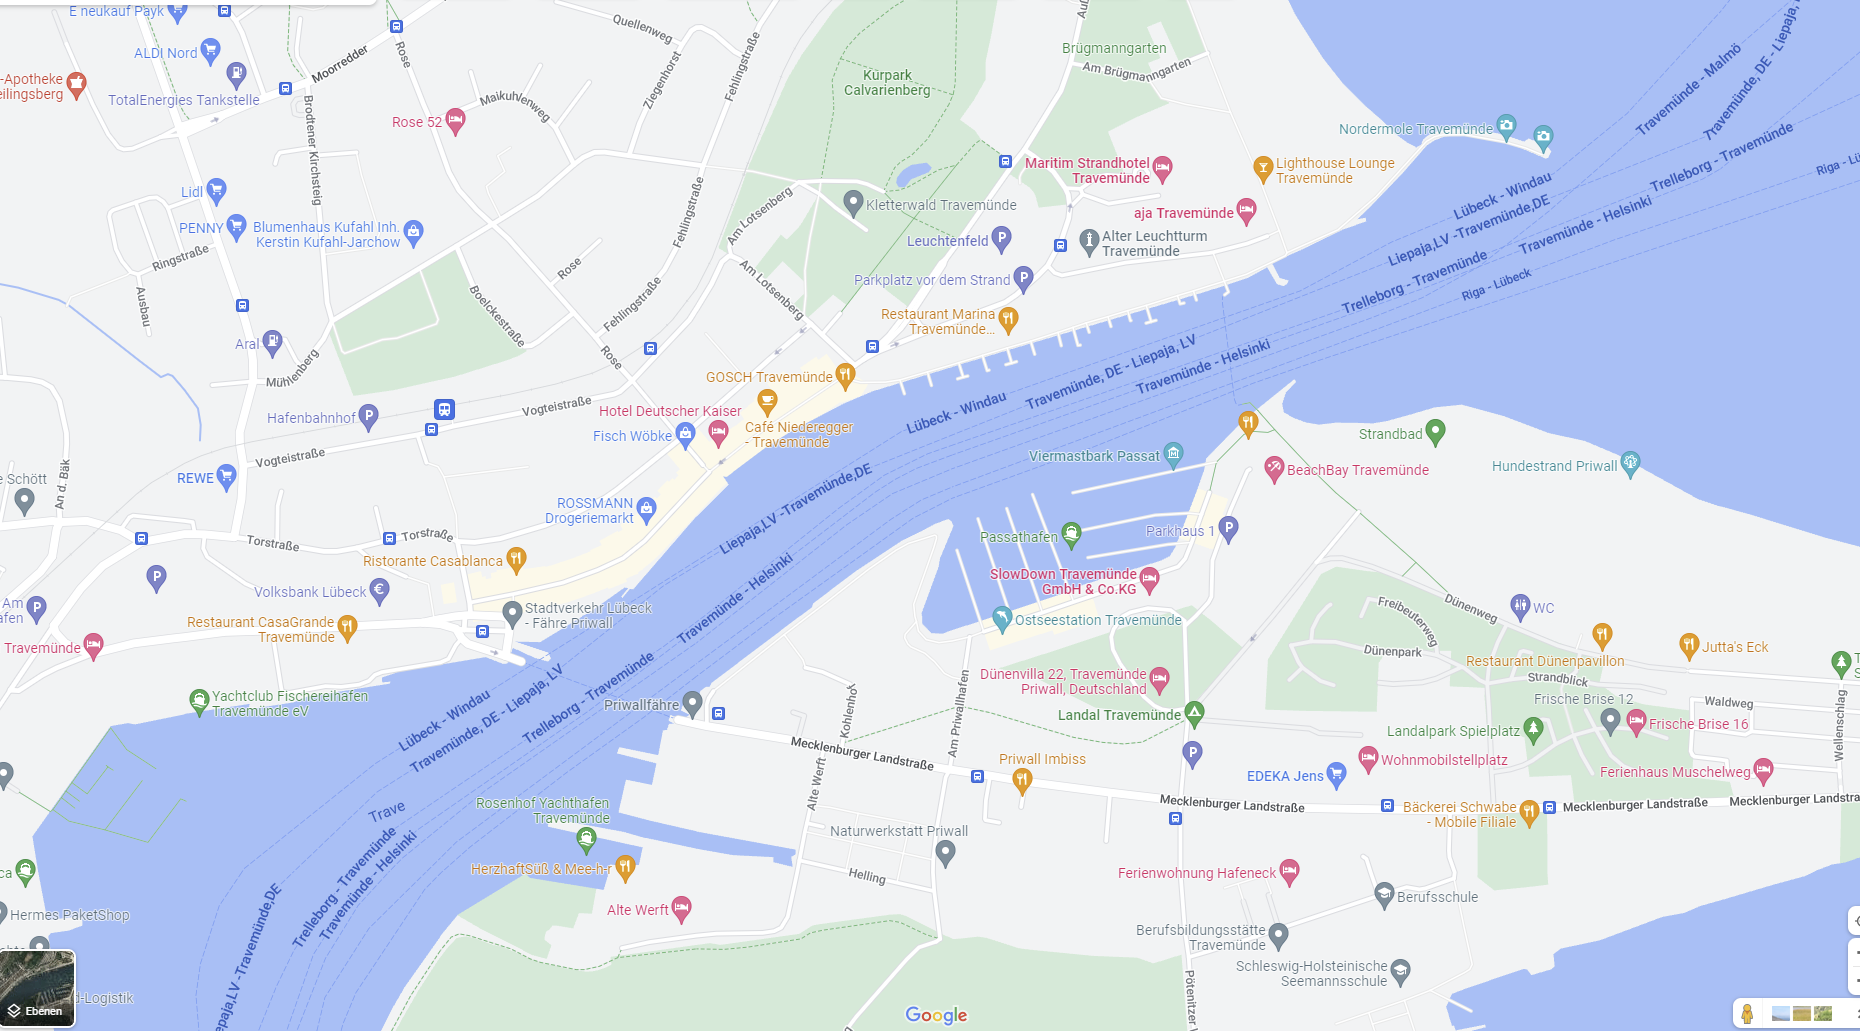 E neukauf Payk
ALDI Nord
-Apotheke
eilingsberg
TotalEnergies Tankstelle
Moorredder
Rose
Quellenweg
Ziegenhorst
Fehlingstraße
Maikuhlenweg
Rose 52
Brodtener Kirchsteig
Kurpark
Calvarienberg
Brügmanngarten
Am Brügmanngarten
Travemünde - Malmö
Travemünde, DE - Liepaja,
Travemünde
Nordermole Travemünde
Maritim Strandhotel
Travemünde
Lighthouse Lounge
Travemünde
Trelleborg - Travemünde
Riga - Lü
Lidl
PENNY
Blumenhaus Kufahl Inh.
Kerstin Kufahl-Jarchow
Ringstraße
Ausbau
Fehlingstraße
Am Lotsenberg
Kletterwald Travemünde
aja Travemünde
Leuchtenfeld
Alter Leuchtturm
Travemünde
Lübeck - Windau
Liepaja,LV -Travemünde,DE
Travemünde - Helsinki
Trelleborg - Travemünde
Riga - Lübeck
Rose
Boelckestraße
Fehlingstraße
Am Lotsenberg
Parkplatz vor dem Strand
Restaurant Marina
Travemünde...
Aral
Mühlenberg
Rose
GOSCH Travemünde
Travemünde, DE - Liepaja, LV
Travemünde - Helsinki
Lübeck - Windau
Hafenbahnhof
Vogteistraße
Hotel Deutscher Kaiser
Fisch Wöbke
Café Niederegger
- Travemünde
Vogteistraße
REWE
e Schött
An d. Bäk
Viermastbark Passat
BeachBay Travemünde
Strandbad
Hundestrand Priwall
ROSSMANN
Drogeriemarkt
Liepaja,LV -Travemünde,DE
Torstraße
Torstraße
Ristorante Casablanca
Passathafen
Parkhaus 1
Volksbank Lübeck
Am
afen
Stadtverkehr Lübeck
- Fähre Priwall
Travemünde - Helsinki
SlowDown Travemünde
GmbH & Co.KG
Ostseestation Travemünde
Restaurant CasaGrande
Travemünde
Travemünde
Freibeuterweg
Dünenweg
WC
Dünenpark
Restaurant Dünenpavillon
Jutta's Eck
T
S
Strandblick
Yachtclub Fischereihafen
Travemünde eV
Lübeck - Windau
Travemünde, DE - Liepaja, LV
Trelleborg - Travemünde
Priwallfähre
Kohlenhof
Am Priwallhafen
Dünenvilla 22, Travemünde
Priwall, Deutschland
Landal Travemünde
Frische Brise 12
Frische Brise 16
Waldweg
Wellenschlag
Landalpark Spielplatz
Mecklenburger Landstraße
Priwall Imbiss
EDEKA Jens
Wohnmobilstellplatz
Ferienhaus Muschelweg
Alte Werft
Mecklenburger Landstraße
Bäckerei Schwabe
- Mobile Filiale
Mecklenburger Landstraße
Mecklenburger Landstra
Rosenhof Yachthafen
Travemünde
Trave
Trelleborg - Travemünde
Travemünde - Helsinki
Naturwerkstatt Priwall
HerzhaftSüß & Mee-h-r
Helling
Ferienwohnung Hafeneck
Berufsschule
ca
Hermes PaketShop
Alte Werft
Liepaja,LV -Travemünde,DE
Berufsbildungsstätte
Travemünde
Schleswig-Holsteinische
Seemannsschule
d-Logistik
Pötenitzer
Ebenen
Google